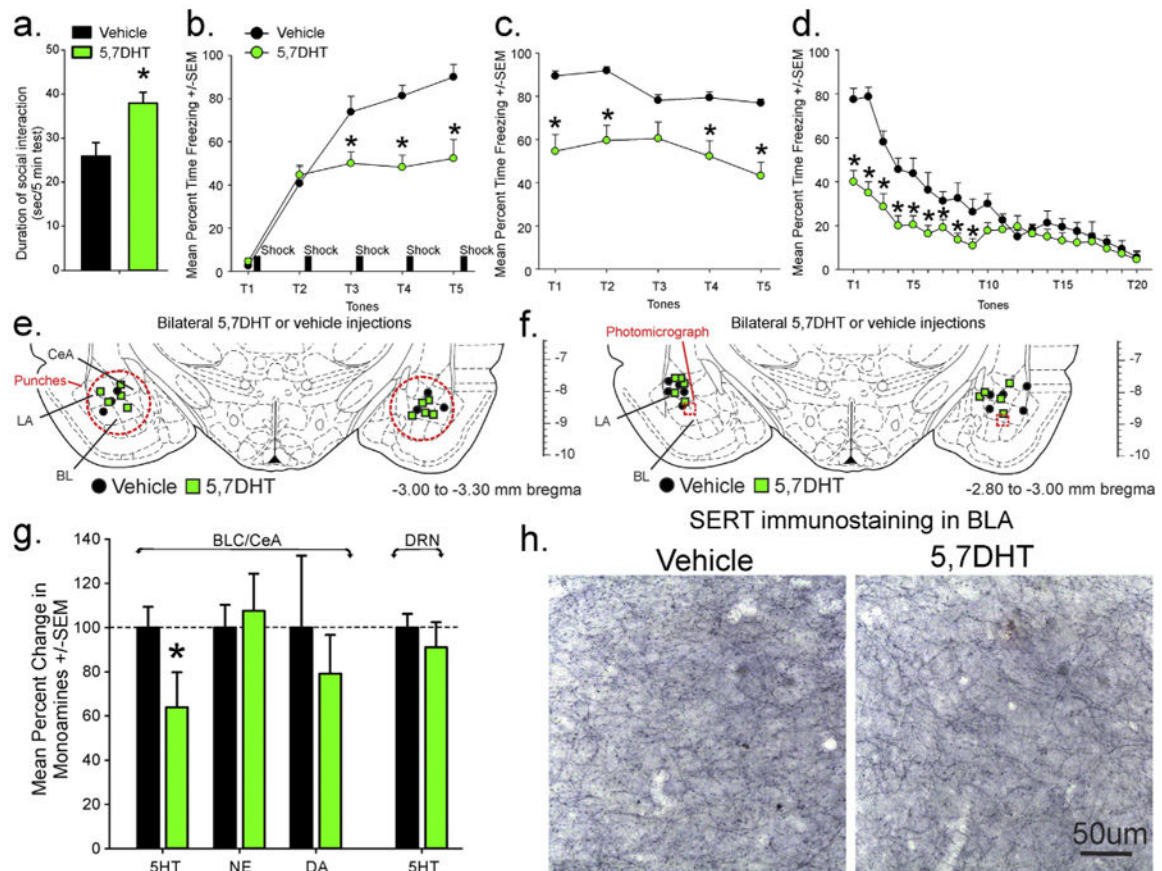 a.
Vehicle
5,7DHT
Duration of social interaction
(sec/5 min test)
50
40
30
20
10
0
*
b.
Vehicle
5,7DHT
Mean Percent Time Freezing +/-SEM
100
80
60
40
20
0
* * *
Shock Shock Shock Shock Shock
T1 T2 T3 T4 T5
Tones
c.
Mean Percent Time Freezing +/-SEM
100
80
60
40
20
0
* * * *
T1 T2 T3 T4 T5
Tones
d.
Mean Percent Time Freezing +/-SEM
100
80
60
40
20
0
* * * * * * * * *
T1 T5 T10 T15 T20
Tones
e.
Bilateral 5,7DHT or vehicle injections
CeA
Punches
LA
BL
-7
-8
-9
-10
Vehicle 5,7DHT
-3.00 to -3.30 mm bregma
f.
Bilateral 5,7DHT or vehicle injections
Photomicrograph
LA
BL
-7
-8
-9
-10
Vehicle 5,7DHT
-2.80 to -3.00 mm bregma
g.
Mean Percent Change in
Monoamines +/-SEM
140
120
100
80
60
40
20
0
BLC/CeA
DRN
*
5HT NE DA 5HT
h.
SERT immunostaining in BLA
Vehicle
5,7DHT
50um